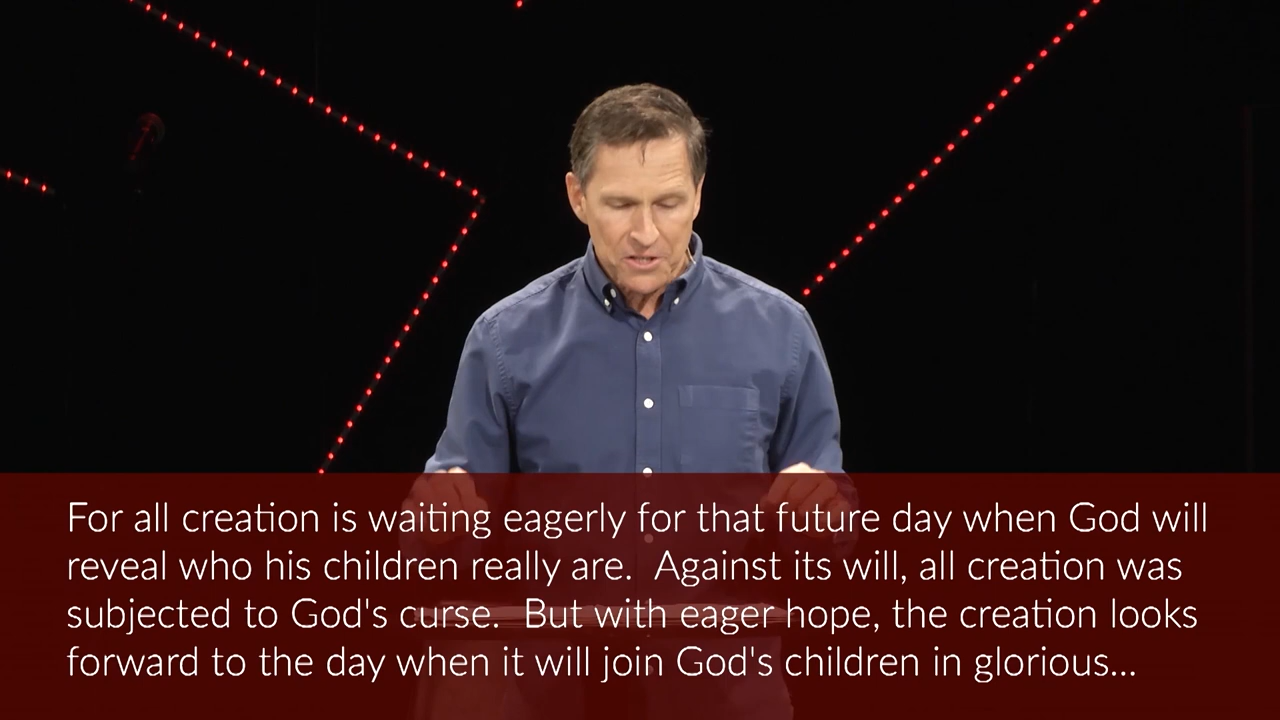 For all creation is waiting eagerly for that future day when God will
reveal who his children really are.  Against its will, all creation was
subjected to God's curse.  But with eager hope, the creation looks
forward to the day when it will join God's children in glorious...